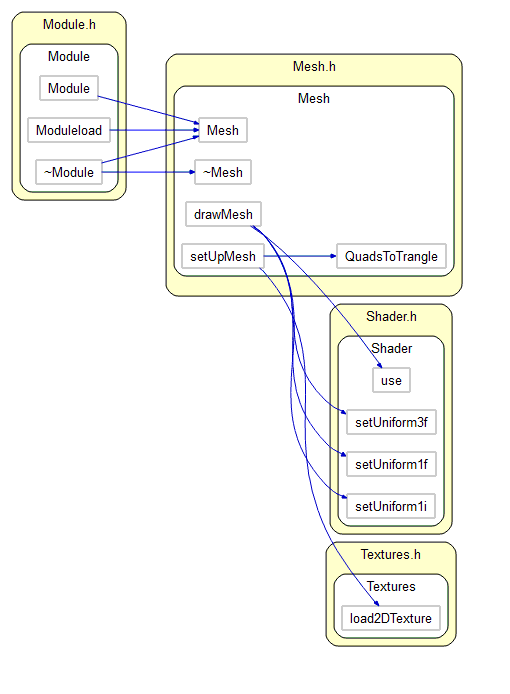 Module.h
Module
Module
Moduleload
~Module
Mesh.h
Mesh
Mesh
~Mesh
drawMesh
setUpMesh
QuadsToTrangle
Shader.h
Shader
use
setUniform3f
setUniform1f
setUniform1i
Textures.h
Textures
load2DTexture